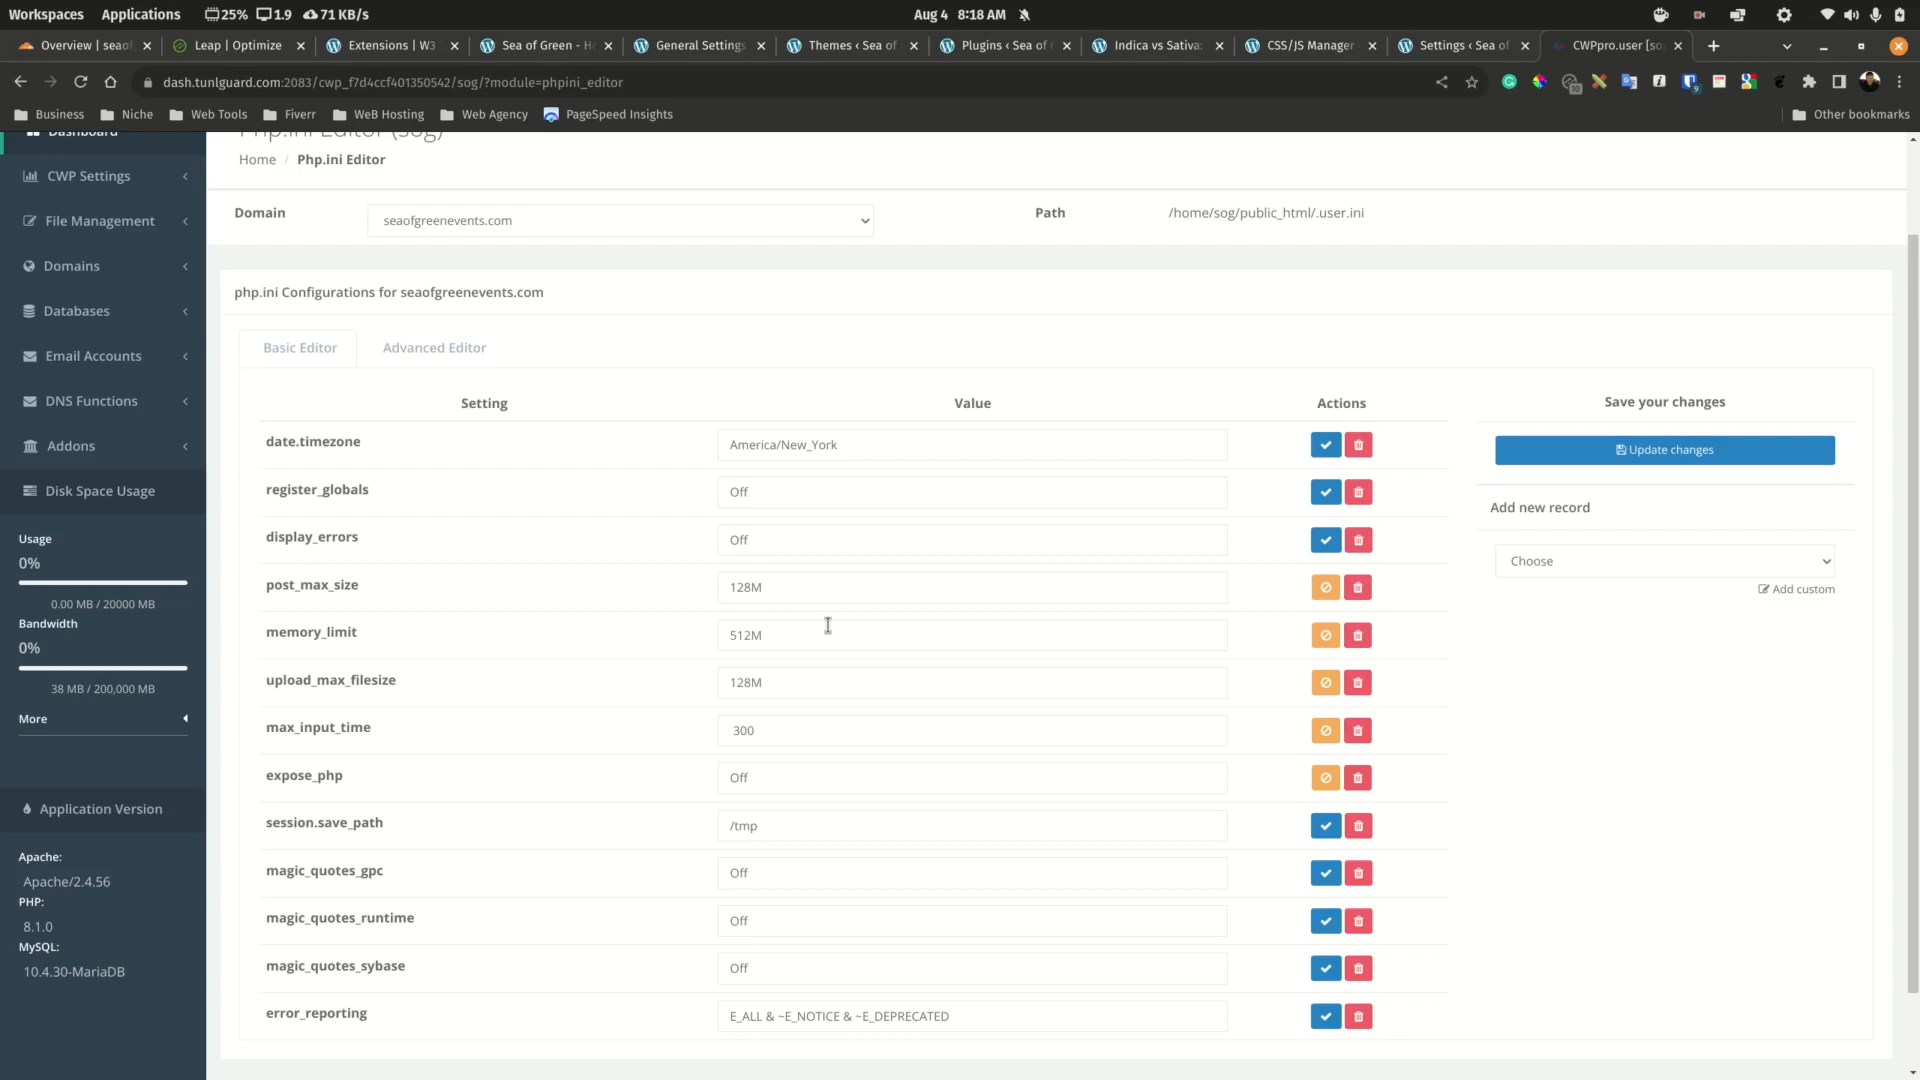 Workspaces Applications 25% 1.9 71 KB/s Aug 4 8:18 AM
Overview | seaof Leap | Optimize Extensions | W3 Sea of Green - H General Settings Themes ‹ Sea of Plugins ‹ Sea of Indica vs Sativa: CSS/JS Manager Settings ‹ Sea of CWPpro.user [so
dash.tunlguard.com:2083/cwp_f7d4ccf401350542/sog/?module=phpini_editor
Business Niche Web Tools Fiverr WeB Hosting Web Agency PageSpeed Insights Other bookmarks
Dashboard
CWP Settings
File Management
Domains
Databases
Email Accounts
DNS Functions
Addons
Disk Space Usage
Usage
0%
0.00 MB / 20000 MB
Bandwidth
0%
38 MB / 200,000 MB
More
Application Version
Apache:
Apache/2.4.56
PHP:
8.1.0
MySQL:
10.4.30-MariaDB
Php.ini Editor (sog)
Home / Php.ini Editor
Domain seaofgreenevents.com Path /home/sog/public_html/.user.ini
php.ini Configurations for seaofgreenevents.com
Basic Editor Advanced Editor
Setting Value Actions
date.timezone America/New_York
register_globals Off
display_errors Off
post_max_size 128M
memory_limit 512M
upload_max_filesize 128M
max_input_time 300
expose_php Off
session.save_path /tmp
magic_quotes_gpc Off
magic_quotes_runtime Off
magic_quotes_sybase Off
error_reporting E_ALL & ~E_NOTICE & ~E_DEPRECATED
Save your changes
Update changes
Add new record
Choose
Add custom